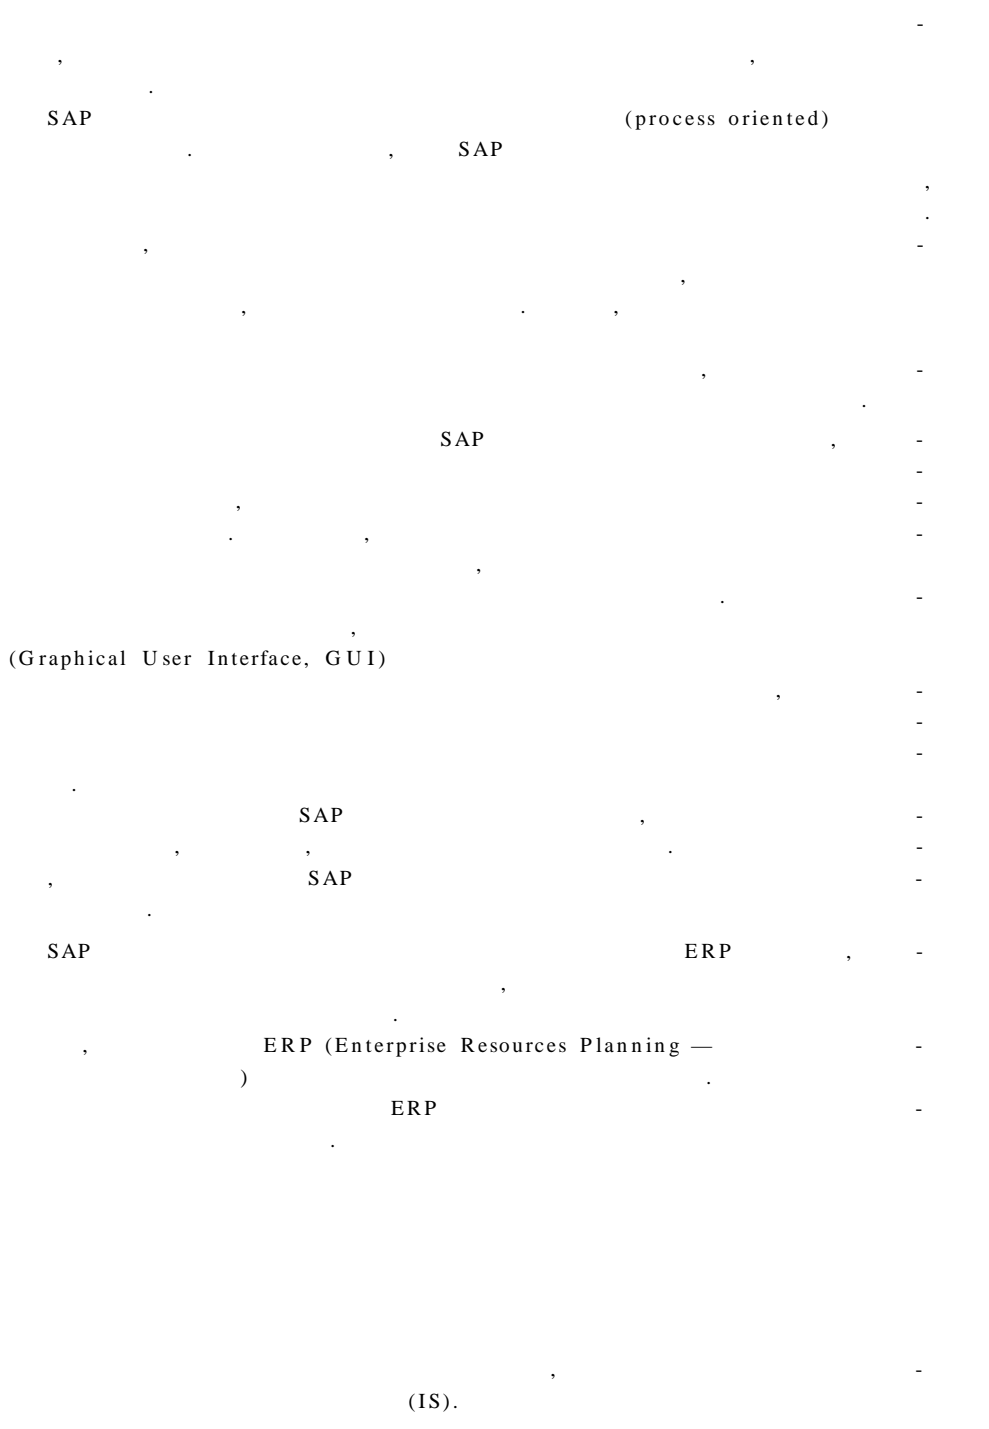 -
, ,
.
SAP (process oriented)
. , SAP
,
.
, -
,
, . ,
, -
.
SAP , -
-
, -
. , -
,
. -
,
(Graphical User Interface, GUI)
, -
-
-
.
SAP , -
, , . -
, SAP -
.
SAP ERP , -
,
.
, ERP (Enterprise Resources Planning — -
) .
ERP -
.
, -
(IS).